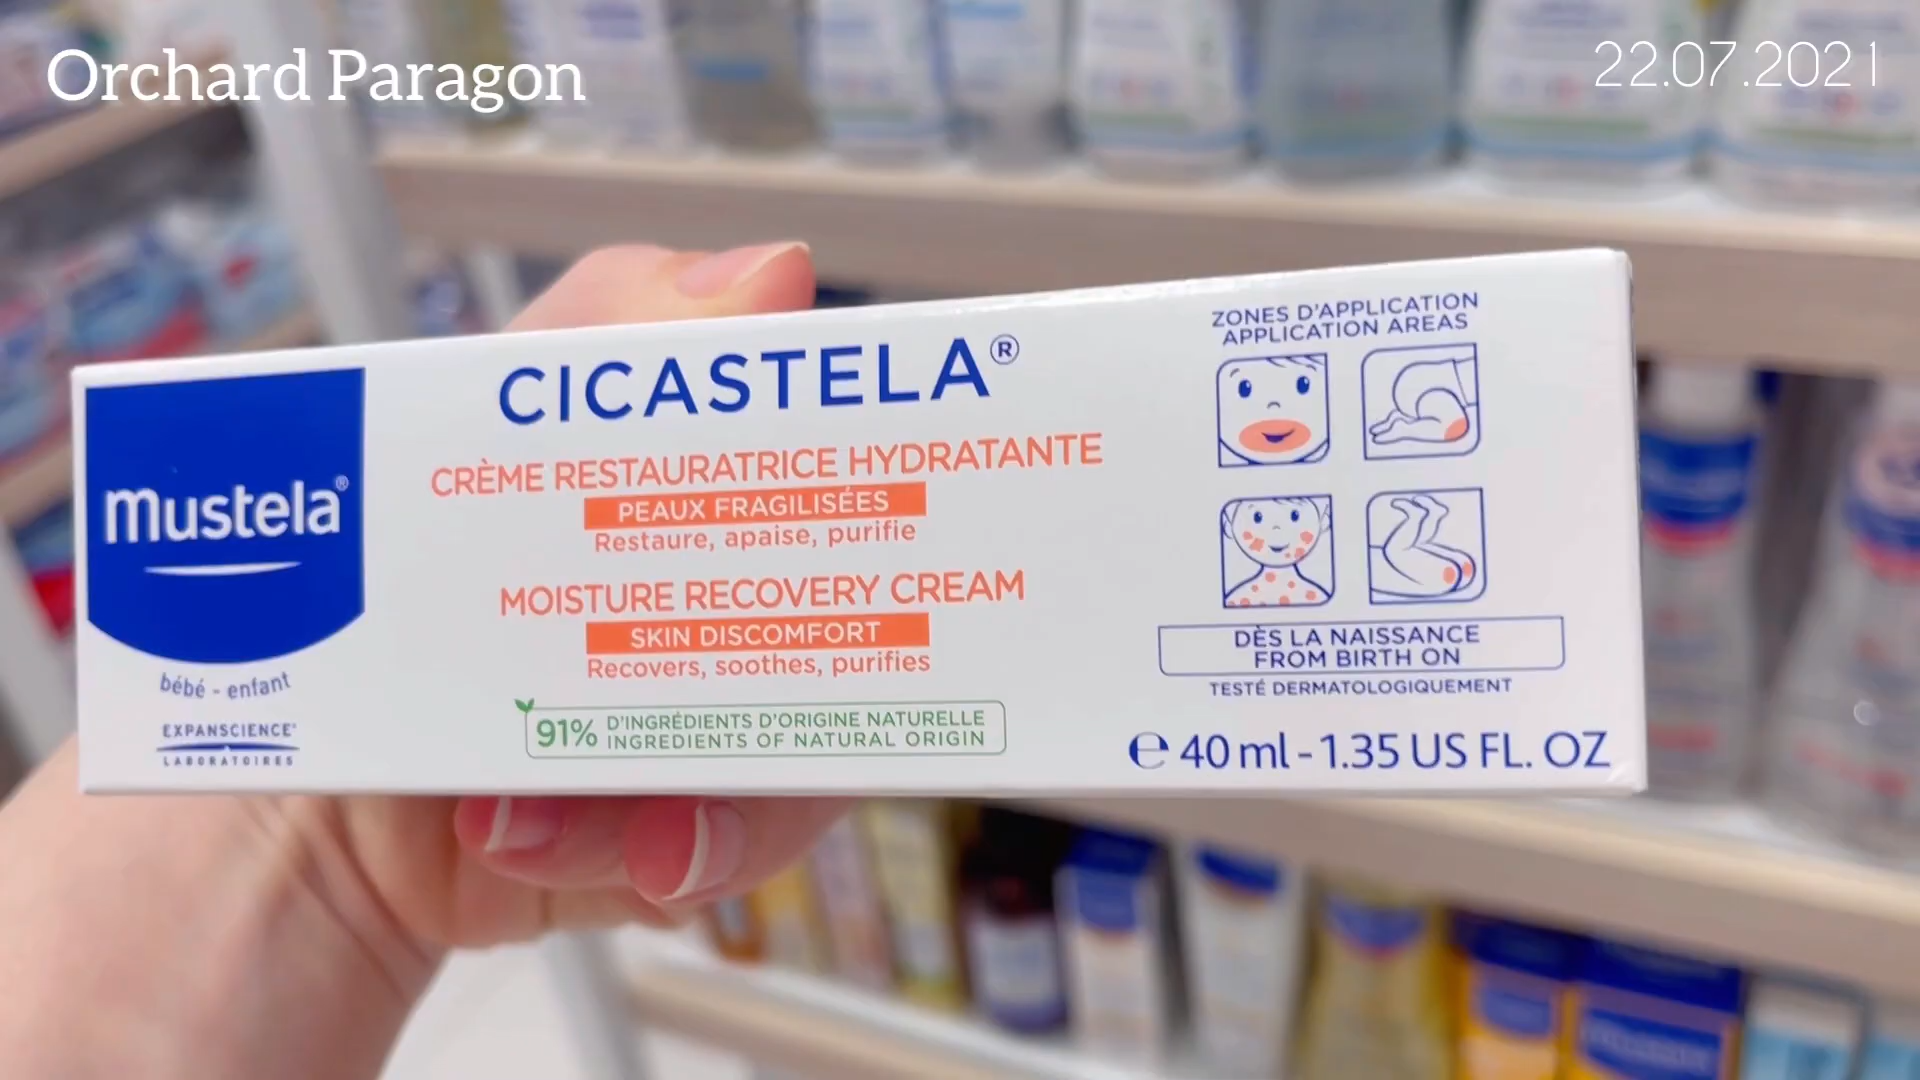 Orchard Paragon
22.07.2021
mustela®
bébé - enfant
EXPANSCIENCE®
LABORATOIRES
CICASTELA®
CRÈME RESTAURATRICE HYDRATANTE
PEAUX FRAGILISÉES
Restaure, apaise, purifie
MOISTURE RECOVERY CREAM
SKIN DISCOMFORT
Recovers, soothes, purifies
91% D'INGRÉDIENTS D'ORIGINE NATURELLE
INGREDIENTS OF NATURAL ORIGIN
ZONES D'APPLICATION
APPLICATION AREAS
DÈS LA NAISSANCE
FROM BIRTH ON
TESTÉ DERMATOLOGIQUEMENT
℮ 40 ml - 1.35 US FL. OZ